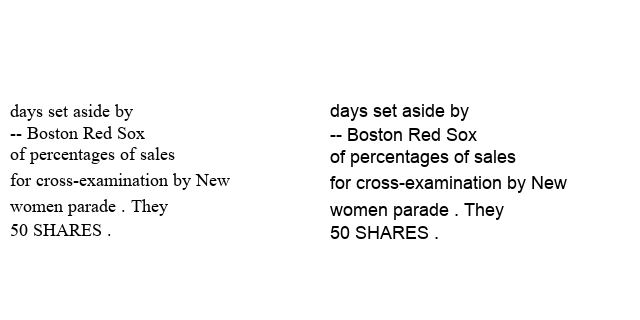 days set aside by
-- Boston Red Sox
of percentages of sales
for cross-examination by New
women parade . They
50 SHARES .
days set aside by
-- Boston Red Sox
of percentages of sales
for cross-examination by New
women parade . They
50 SHARES .